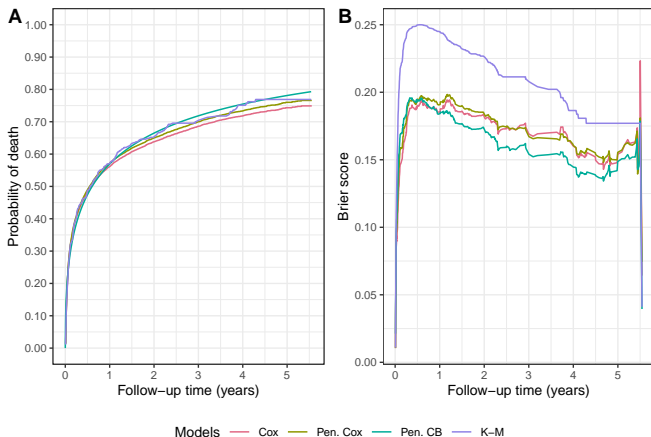 A
Probability of death
1.00
0.90
0.80
0.70
0.60
0.50
0.40
0.30
0.20
0.10
0.00
0 1 2 3 4 5
Follow-up time (years)
B
Brier score
0.25
0.20
0.15
0.10
0.05
0.00
0 1 2 3 4 5
Follow-up time (years)
Models Cox Pen. Cox Pen. CB K-M